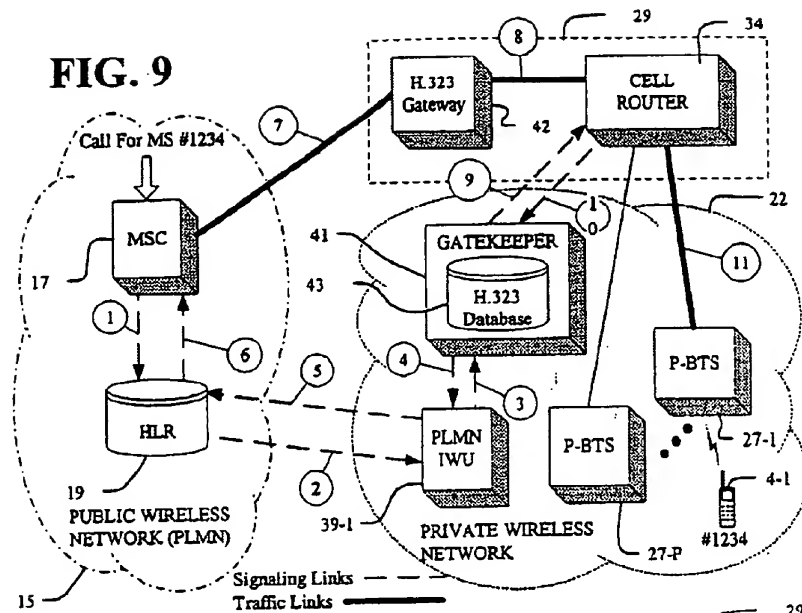 FIG. 9
29
34
8
H.323
Gateway
CELL
ROUTER
42
7
Call For MS #1234
MSC
17
9
1
0
22
41
GATEKEEPER
43
H.323
Database
11
1
6
4
3
5
P-BTS
27-1
HLR
PLMN
IWU
P-BTS
2
4-1
19
39-1
#1234
PUBLIC WIRELESS
NETWORK (PLMN)
PRIVATE WIRELESS
NETWORK
27-P
15
Signaling Links
Traffic Links
29